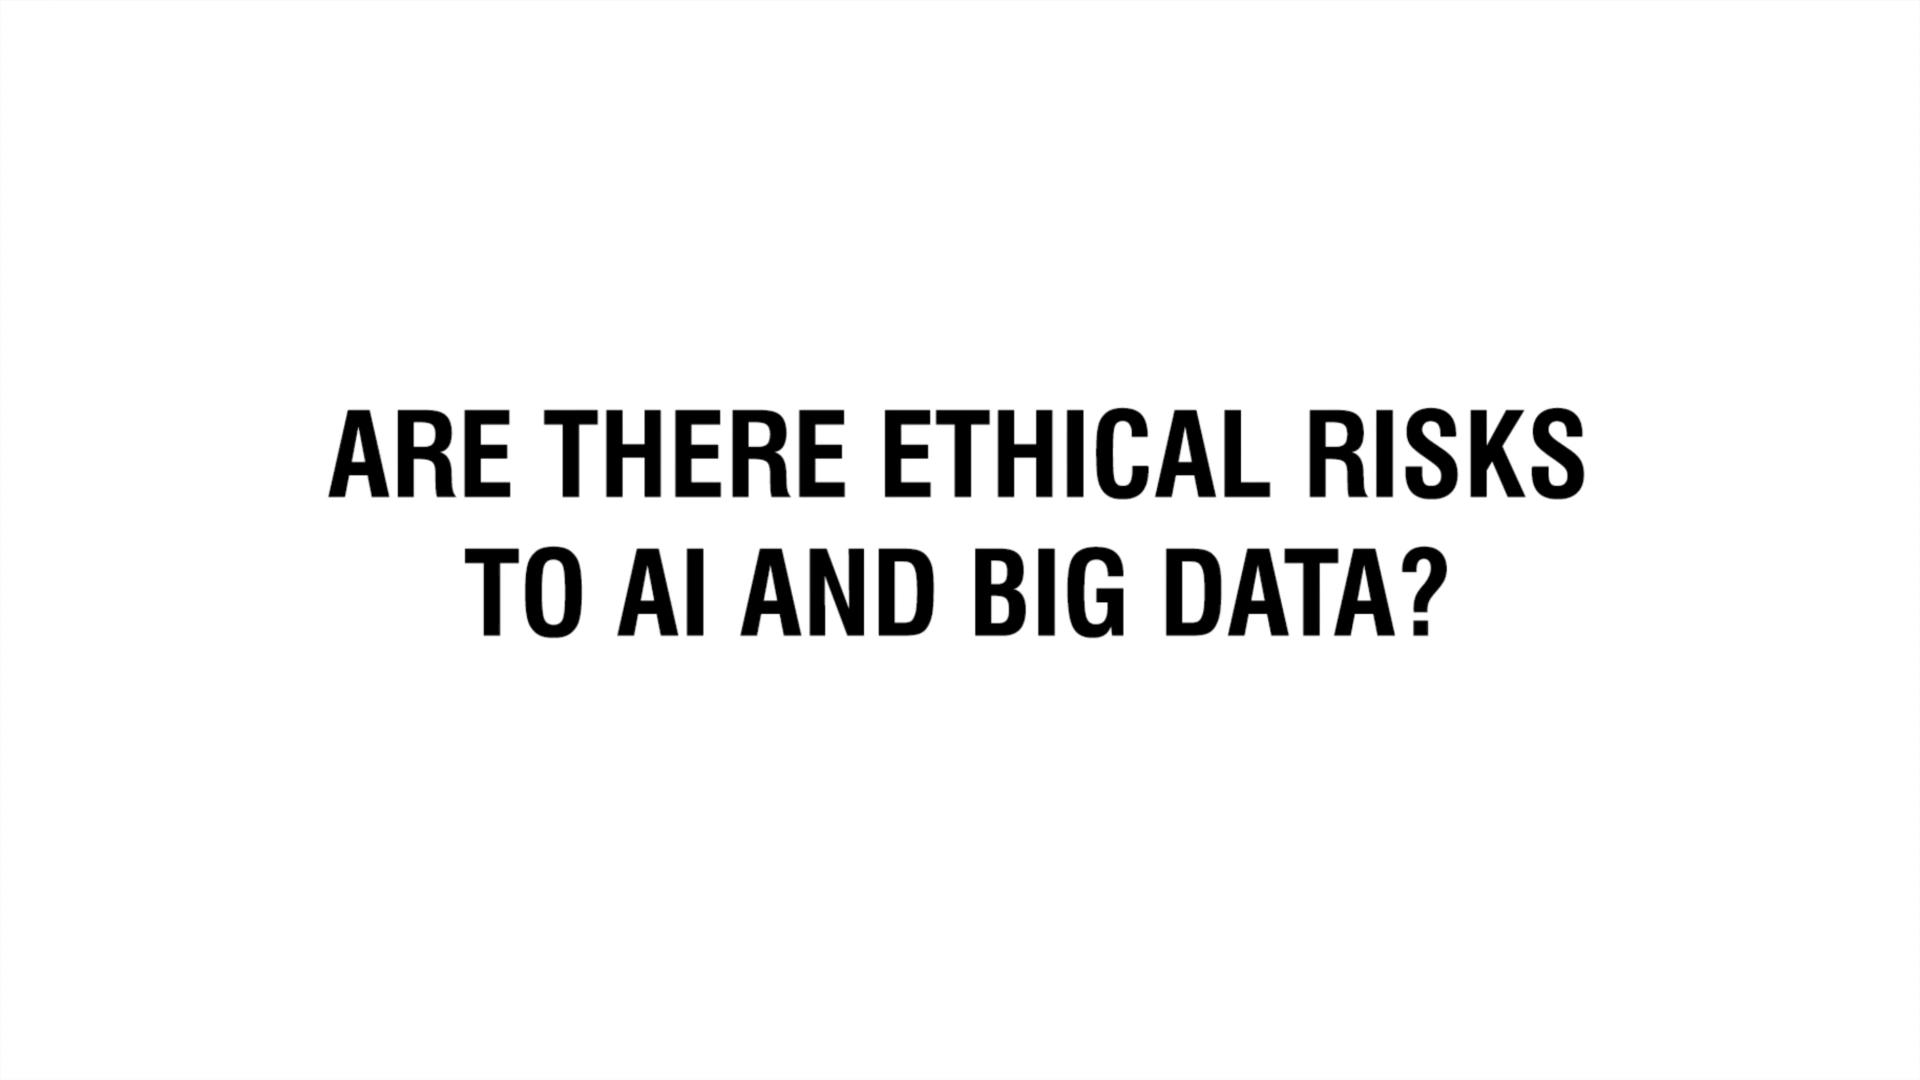 ARE THERE ETHICAL RISKS
TO AI AND BIG DATA?